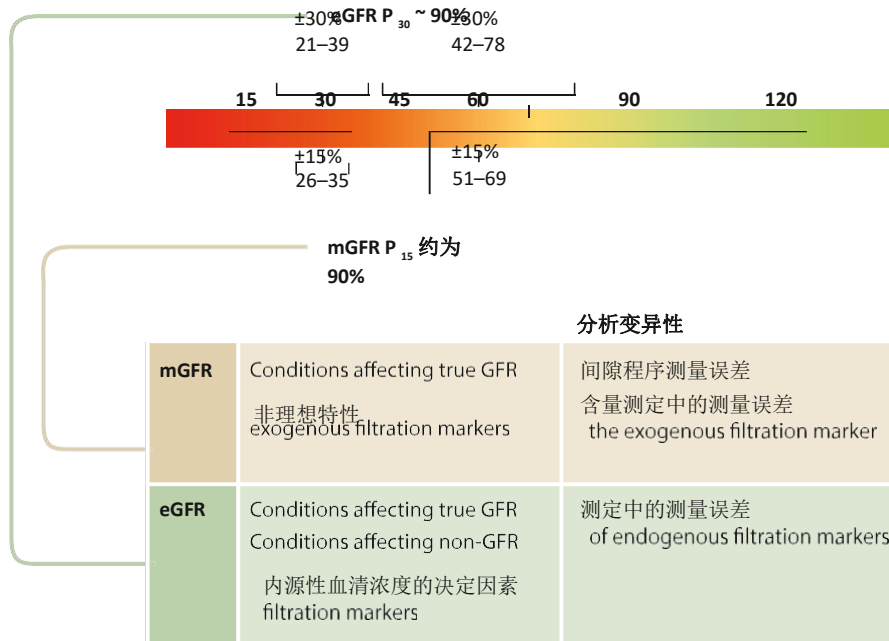 eGFR P 30 ~ 90%
±30% ±30%
21–39 42–78
15 30 45 60 90 120
±15% ±15%
26–35 51–69
mGFR P 15 约为
90%
分析变异性
mGFR
Conditions affecting true GFR
非理想特性
exogenous filtration markers
间隙程序测量误差
含量测定中的测量误差
the exogenous filtration marker
eGFR
Conditions affecting true GFR
Conditions affecting non-GFR
内源性血清浓度的决定因素
filtration markers
测定中的测量误差
of endogenous filtration markers